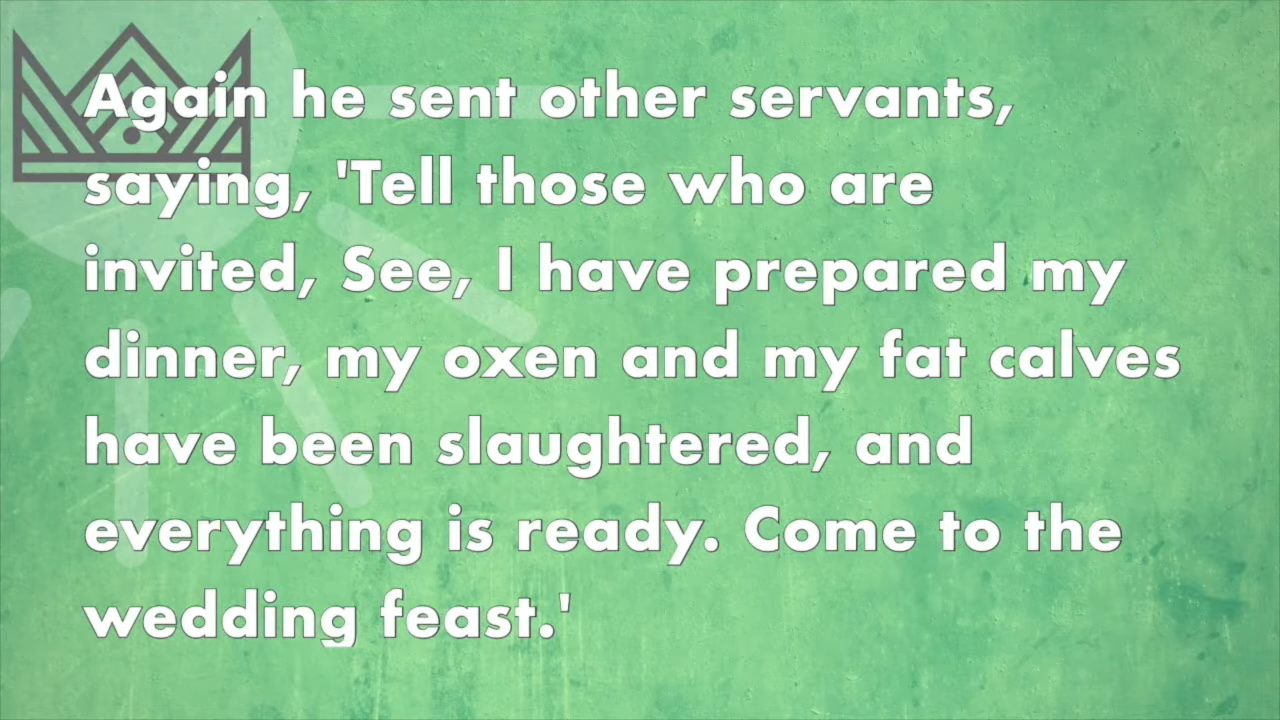 Again he sent other servants,
saying, 'Tell those who are
invited, See, I have prepared my
dinner, my oxen and my fat calves
have been slaughtered, and
everything is ready. Come to the
wedding feast.'